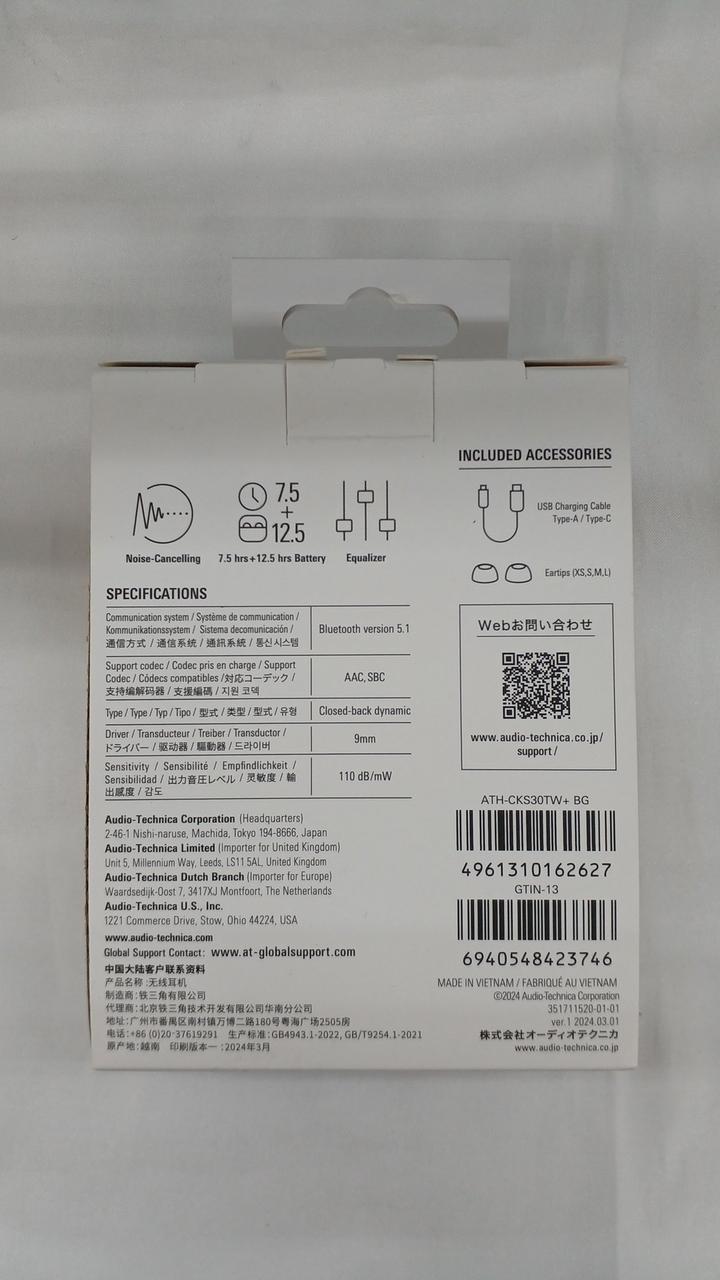 7.5
+
12.5
Noise-Cancelling
7.5 hrs+12.5 hrs Battery
Equalizer
SPECIFICATIONS
Communication system / Système de communication /
Kommunikationssystem / Sistema decomunicación /
通信方式 / 通信系统 / 通訊系統 / 통신시스템
Bluetooth version 5.1
Support codec / Codec pris en charge / Support
Codec / Códecs compatibles /対応コーデック /
支持编解码器 / 支援編碼 / 지원 코덱
AAC, SBC
Type / Type / Typ / Tipo / 型式 / 类型 / 型式 / 유형
Closed-back dynamic
Driver / Transducteur / Treiber / Transductor /
ドライバー / 驱动器 / 驅動器 / 드라이버
9mm
Sensitivity / Sensibilité / Empfindlichkeit /
Sensibilidad / 出力音圧レベル / 灵敏度 / 輸
出感度 / 감도
110 dB/mW
Audio-Technica Corporation (Headquarters)
2-46-1 Nishi-naruse, Machida, Tokyo 194-8666, Japan
Audio-Technica Limited (Importer for United Kingdom)
Unit 5, Millennium Way, Leeds, LS11 5AL, United Kingdom
Audio-Technica Dutch Branch (Importer for Europe)
Waardsedijk-Oost 7, 3417XJ Montfoort, The Netherlands
Audio-Technica U.S., Inc.
1221 Commerce Drive, Stow, Ohio 44224, USA
www.audio-technica.com
Global Support Contact: www.at-globalsupport.com
中国大陆客户联系资料
产品名称:无线耳机
制造商:铁三角有限公司
代理商:北京铁三角技术开发有限公司华南分公司
地址:广州市番禺区南村镇万博二路180号粤海广场2505房
电话:+86 (0)20-37619291 生产标准:GB4943.1-2022, GB/T9254.1-2021
原产地:越南 印刷版本一:2024年3月
INCLUDED ACCESSORIES
USB Charging Cable
Type-A / Type-C
Eartips (XS,S,M,L)
Webお問い合わせ
www.audio-technica.co.jp/
support/
ATH-CKS30TW+ BG
4961310162627
GTIN-13
6940548423746
MADE IN VIETNAM / FABRIQUÉ AU VIETNAM
©2024 Audio-Technica Corporation
351711520-01-01
ver.1 2024.03.01
株式会社オーディオテクニカ
www.audio-technica.co.jp